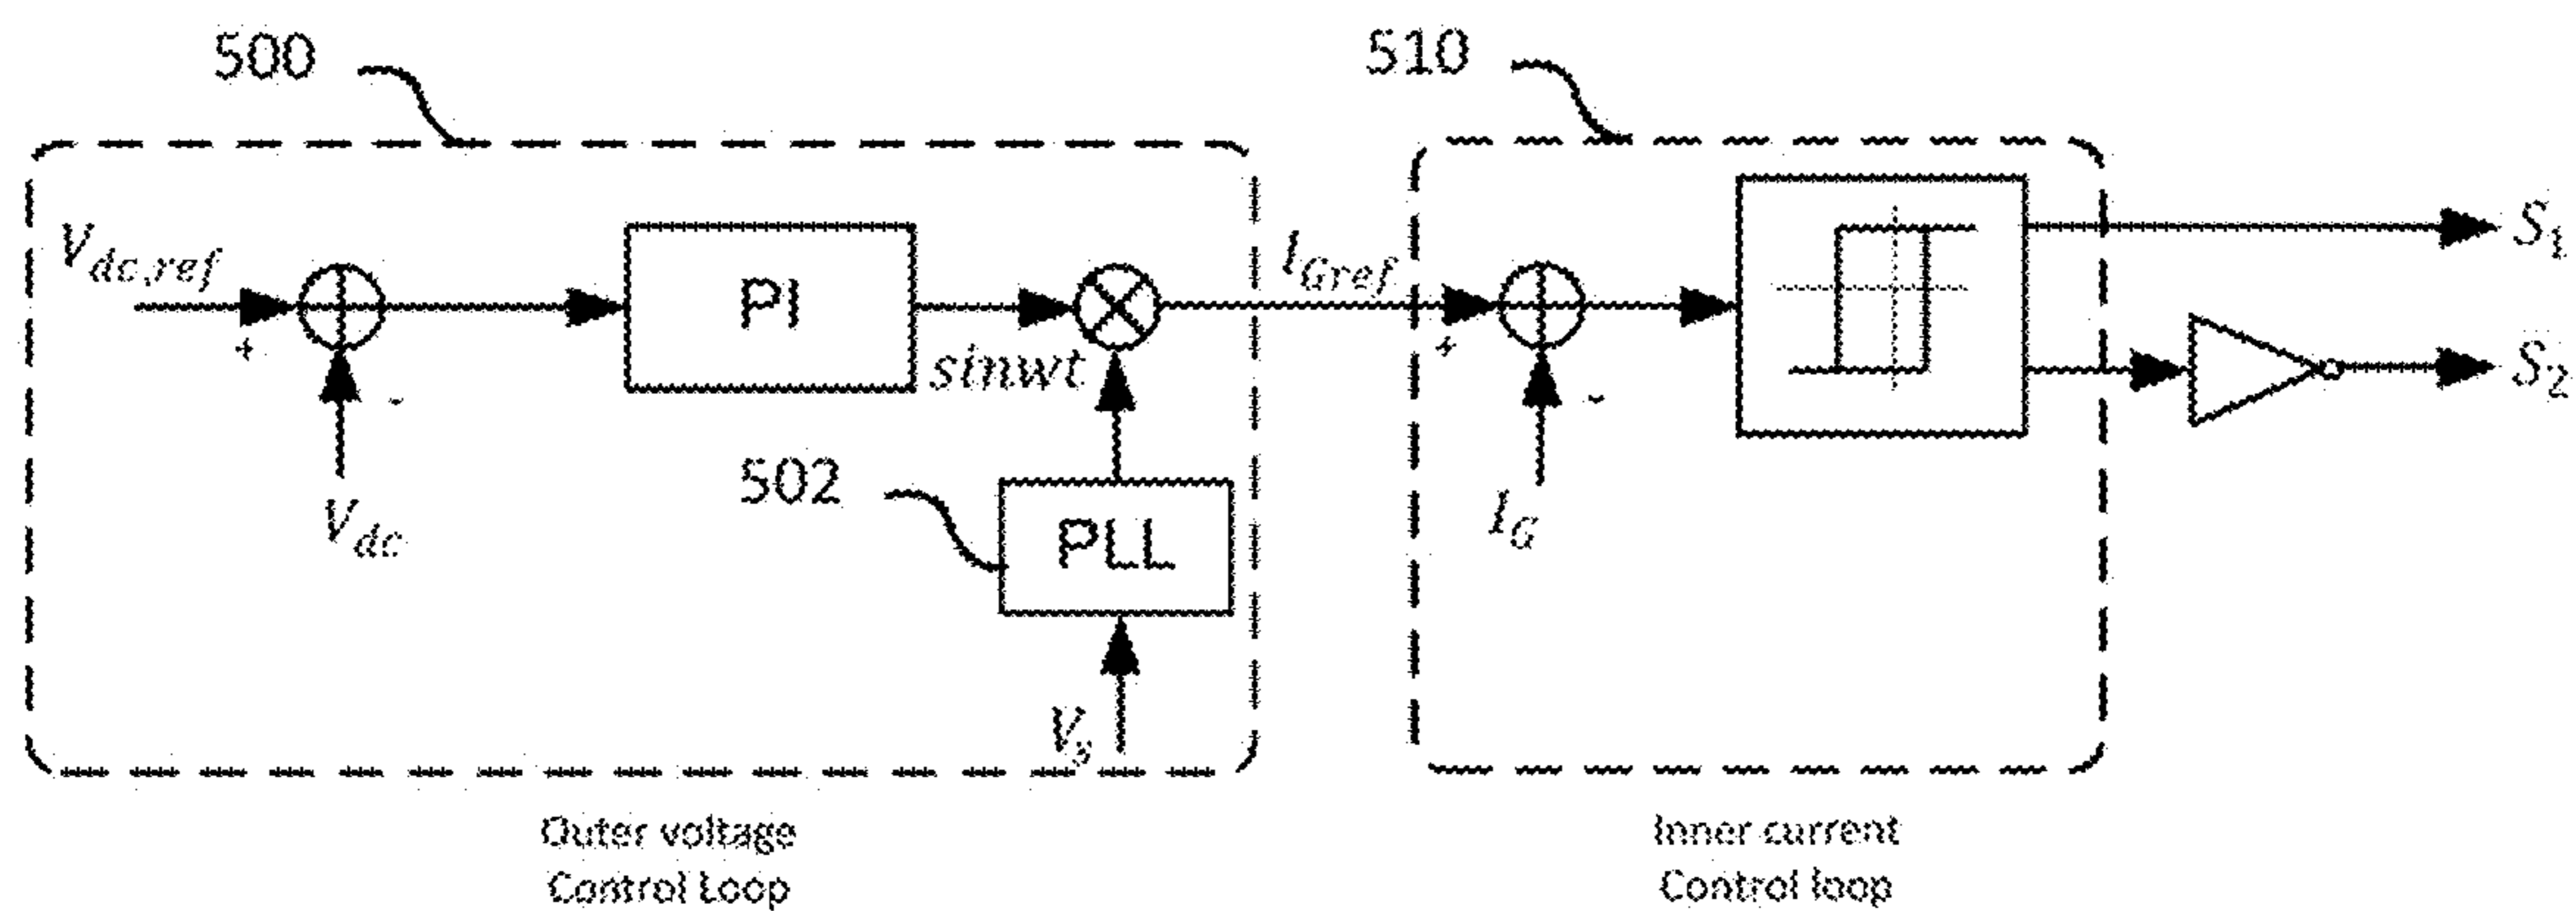 500
510
V_dc,ref
+
-
V_dc
PI
sinwt
502
PLL
V_s
I_Gref
+
-
I_G
S_1
S_2
Outer voltage
Control Loop
Inner current
Control loop